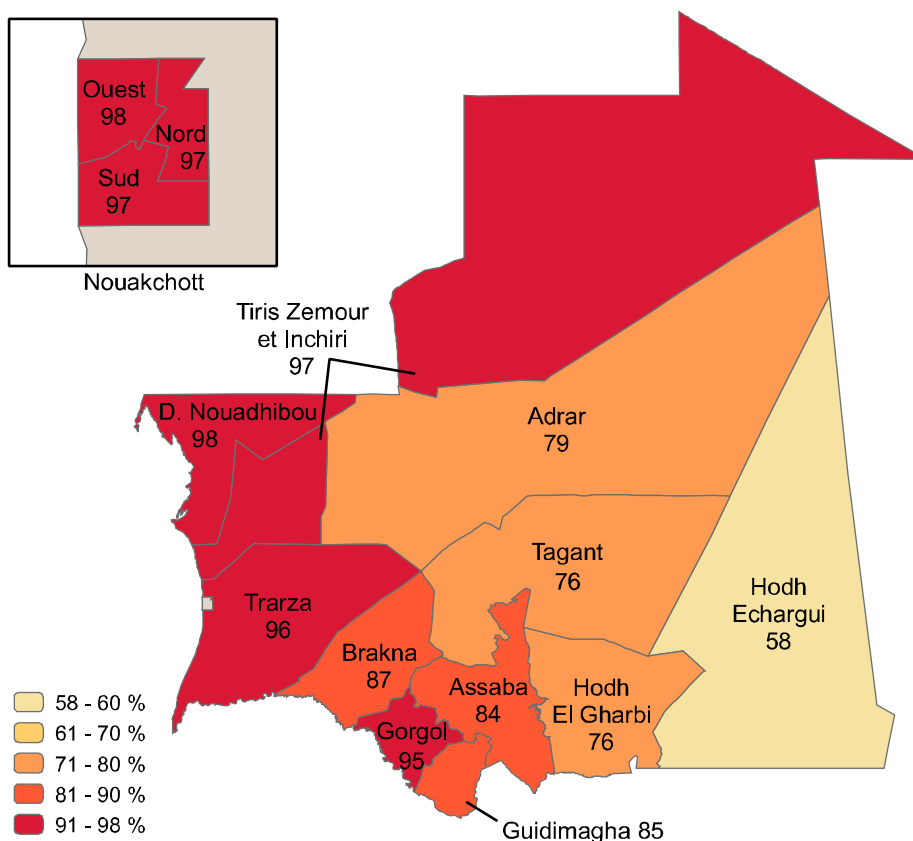 Ouest
98
Nord
97
Sud
97
Nouakchott
Tiris Zemour
et Inchiri
97
D. Nouadhibou
98
Adrar
79
Tagant
76
Hodh
Echargui
58
Trarza
96
Brakna
87
Assaba
84
Hodh
El Gharbi
76
Gorgol
95
Guidimagha 85
58 - 60 %
61 - 70 %
71 - 80 %
81 - 90 %
91 - 98 %